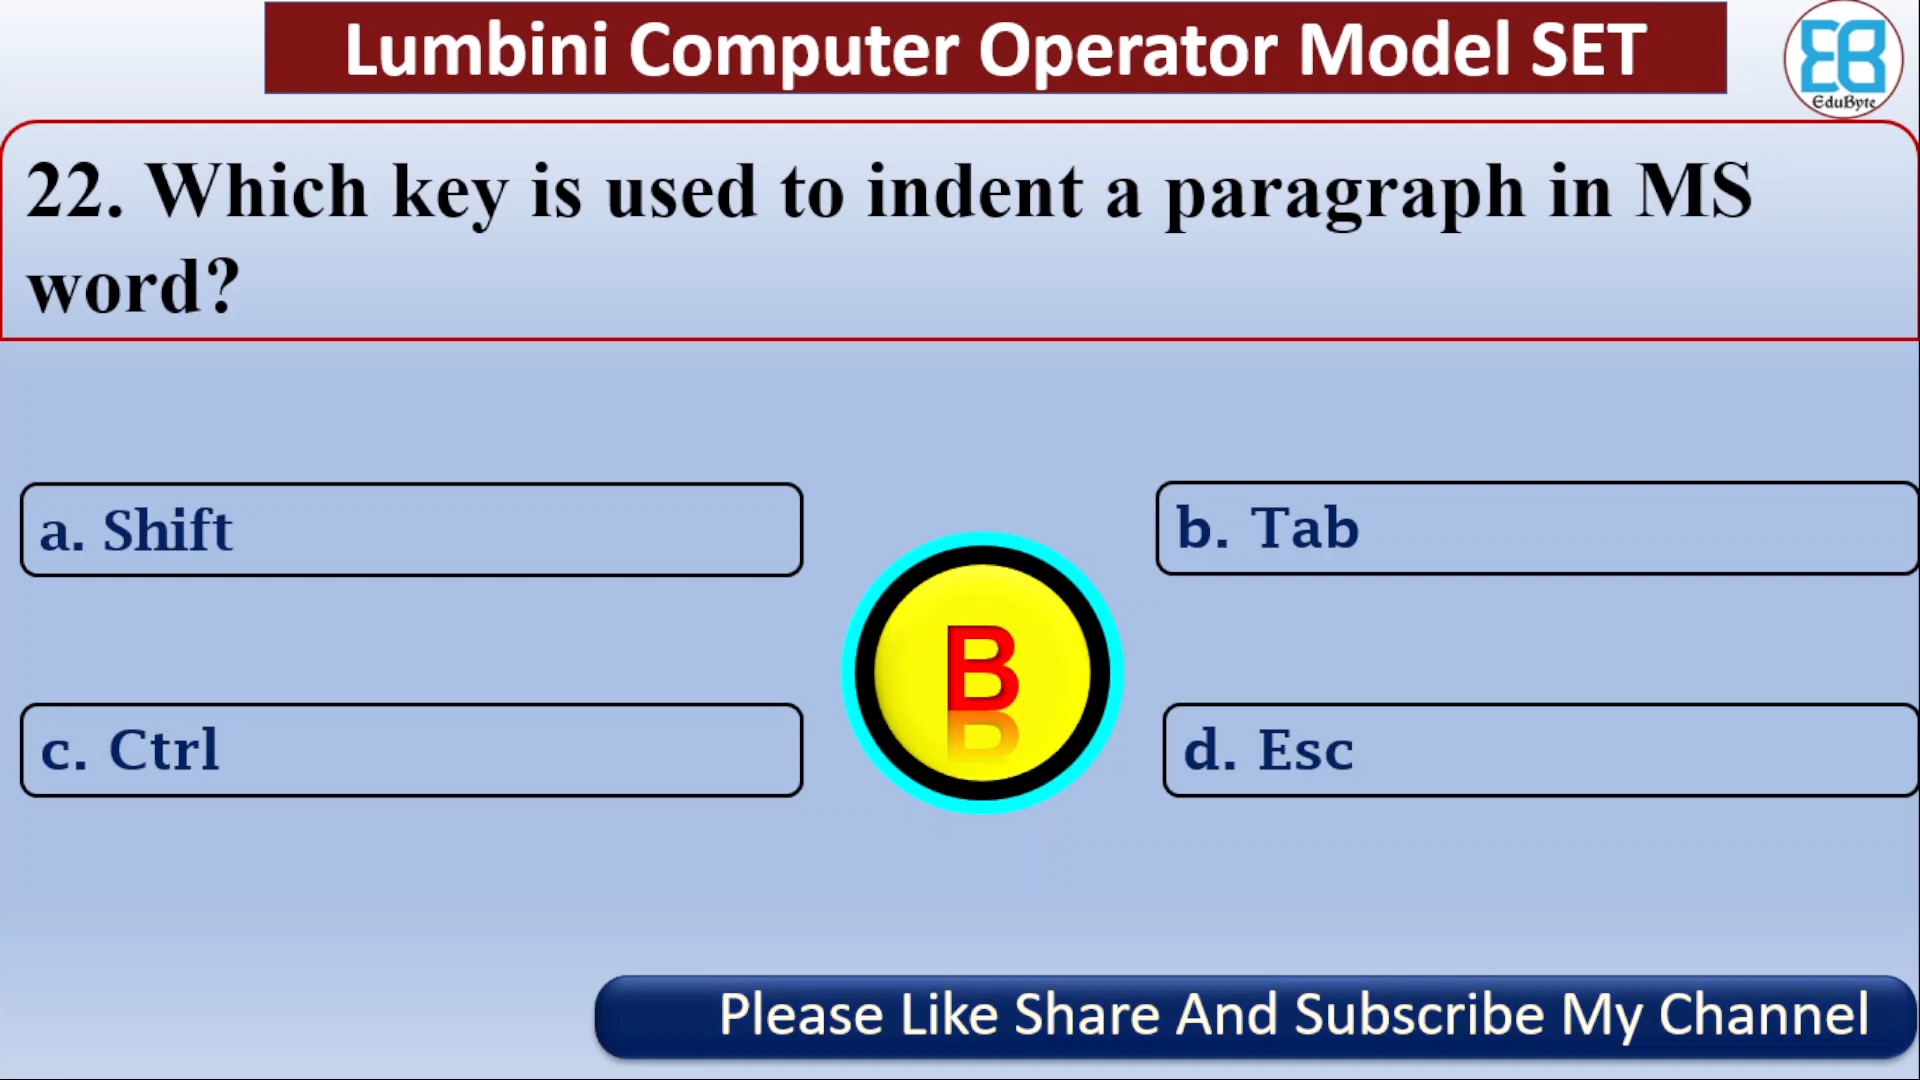 Lumbini Computer Operator Model SET
EB
EduByte
22. Which key is used to indent a paragraph in MS
word?
a. Shift
b. Tab
B
c. Ctrl
d. Esc
Please Like Share And Subscribe My Channel